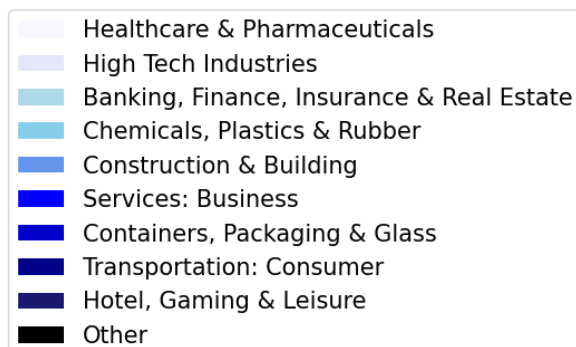 Healthcare & Pharmaceuticals
High Tech Industries
Banking, Finance, Insurance & Real Estate
Chemicals, Plastics & Rubber
Construction & Building
Services: Business
Containers, Packaging & Glass
Transportation: Consumer
Hotel, Gaming & Leisure
Other